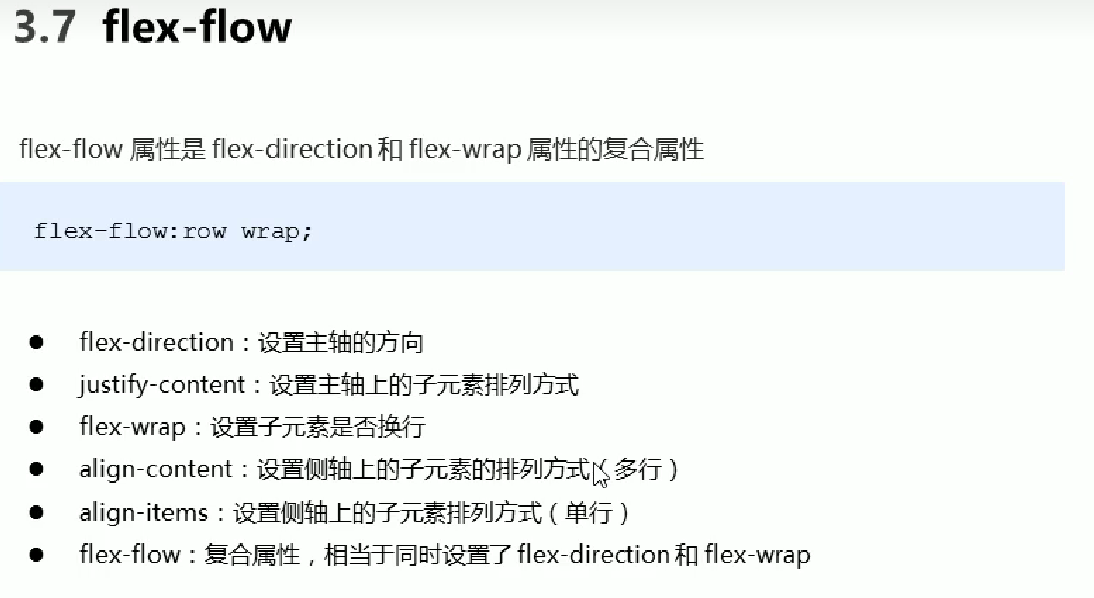 3.7 flex-flow
flex-flow 属性是 flex-direction 和 flex-wrap 属性的复合属性
flex-flow:row wrap;
● flex-direction：设置主轴的方向
● justify-content：设置主轴上的子元素排列方式
● flex-wrap：设置子元素是否换行
● align-content：设置侧轴上的子元素的排列方式（多行）
● align-items：设置侧轴上的子元素排列方式（单行）
● flex-flow：复合属性，相当于同时设置了 flex-direction 和 flex-wrap